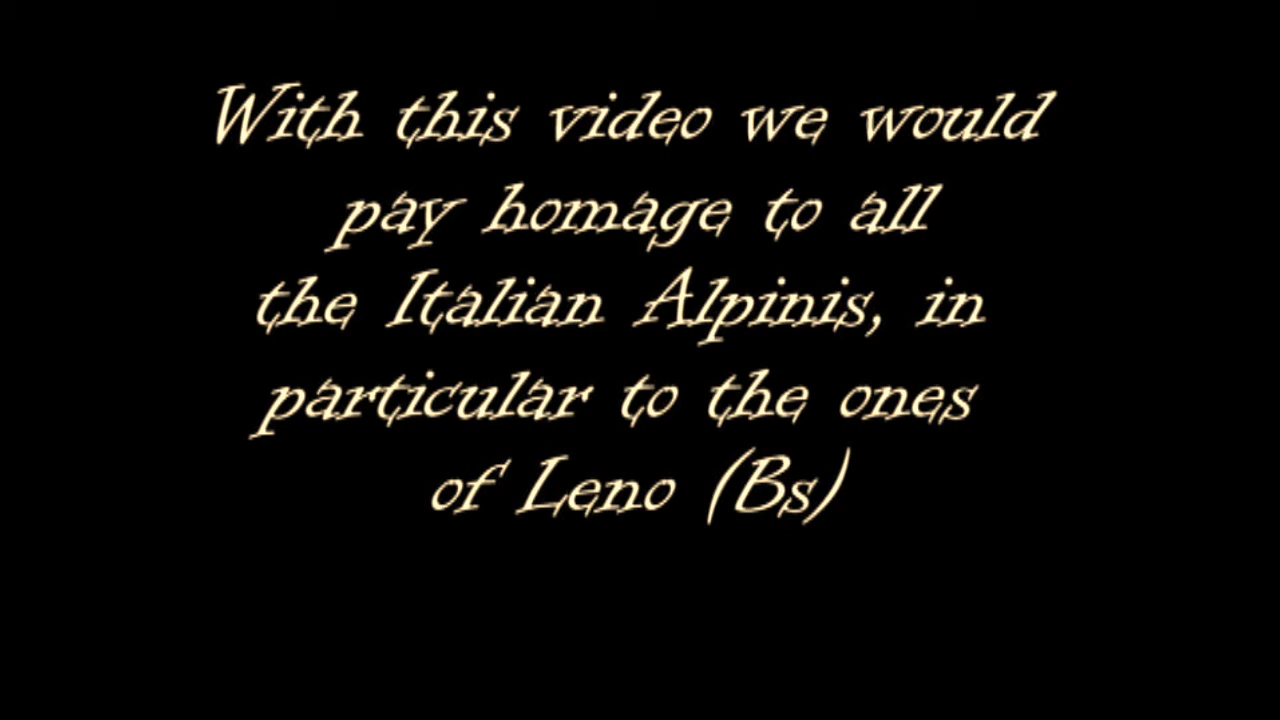 With this video we would
pay homage to all
the Italian Alpinis, in
particular to the ones
of Leno (Bs)